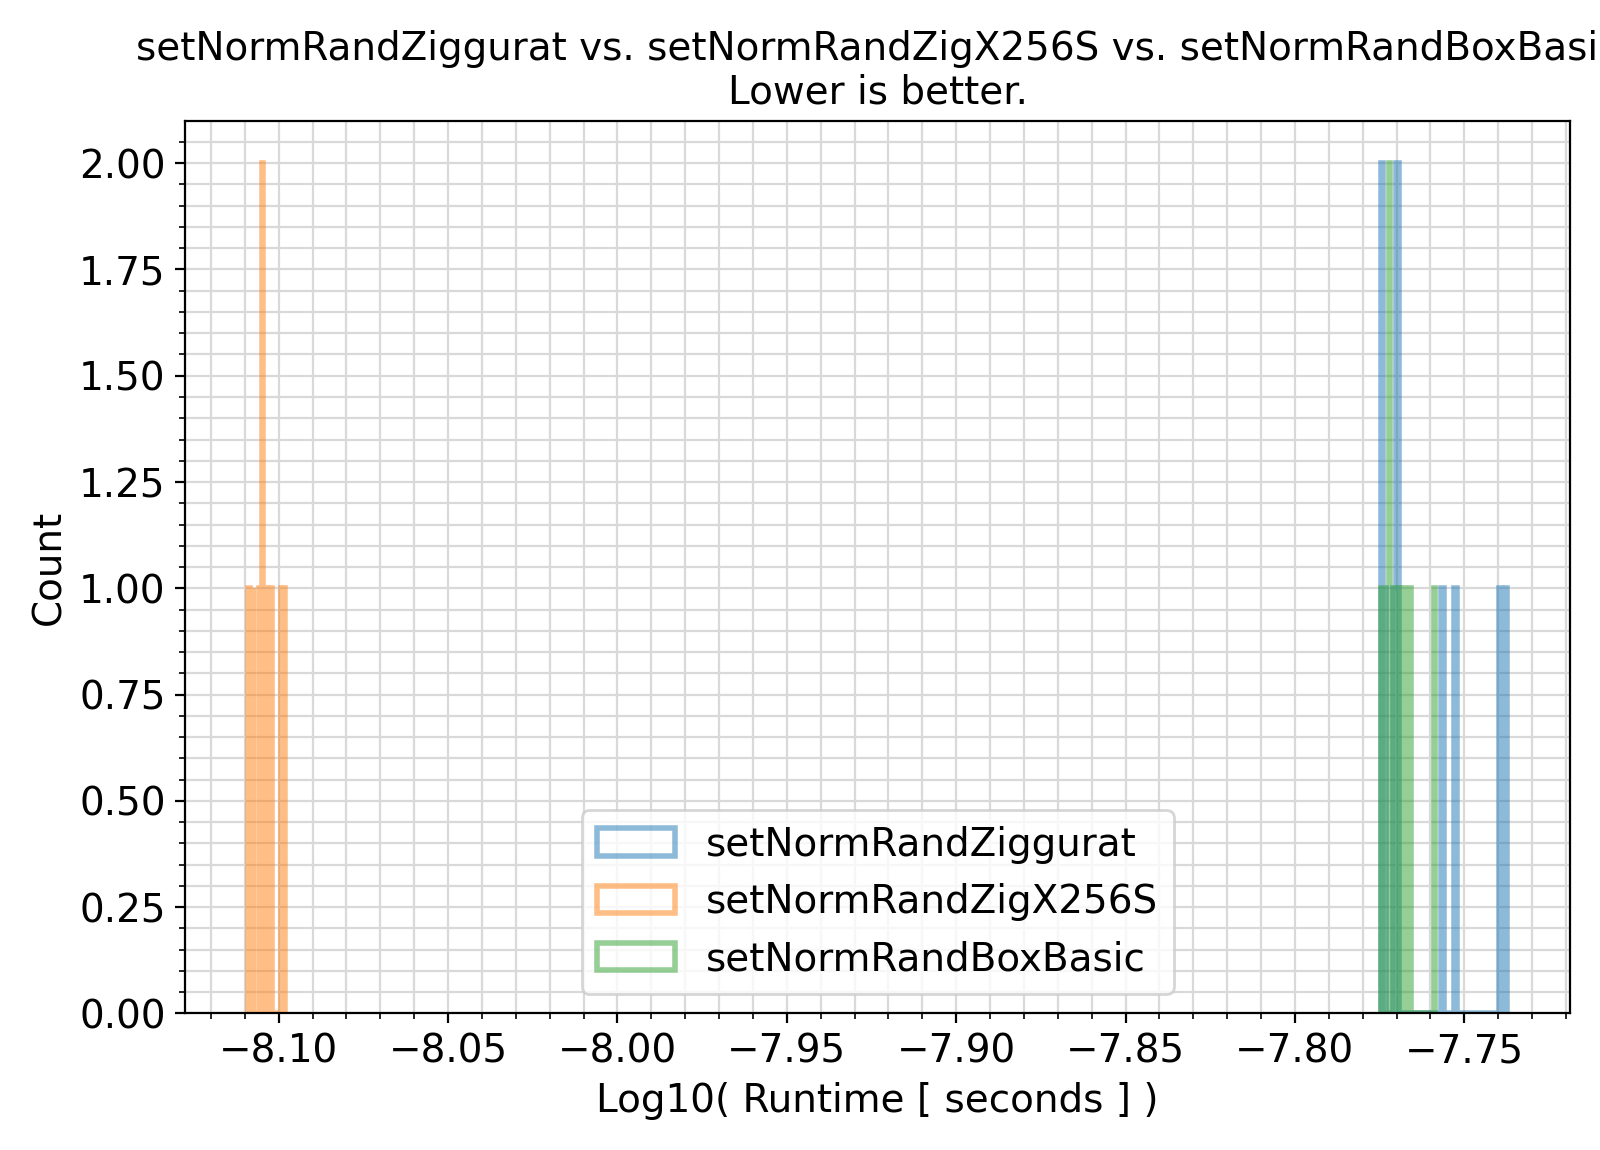 setNormRandZiggurat vs. setNormRandZigX256S vs. setNormRandBoxBasi
Lower is better.
2.00
1.75
1.50
1.25
1.00
0.75
0.50
0.25
0.00
Count
setNormRandZiggurat
setNormRandZigX256S
setNormRandBoxBasic
−8.10 −8.05 −8.00 −7.95 −7.90 −7.85 −7.80 −7.75
Log10( Runtime [ seconds ] )